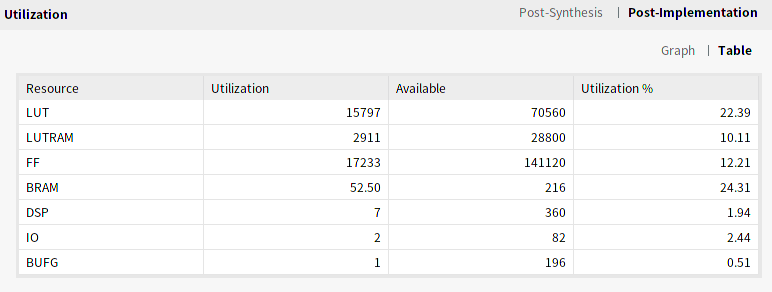 Utilization Post-Synthesis | Post-Implementation
Graph | Table
Resource Utilization Available Utilization %
LUT 15797 70560 22.39
LUTRAM 2911 28800 10.11
FF 17233 141120 12.21
BRAM 52.50 216 24.31
DSP 7 360 1.94
IO 2 82 2.44
BUFG 1 196 0.51